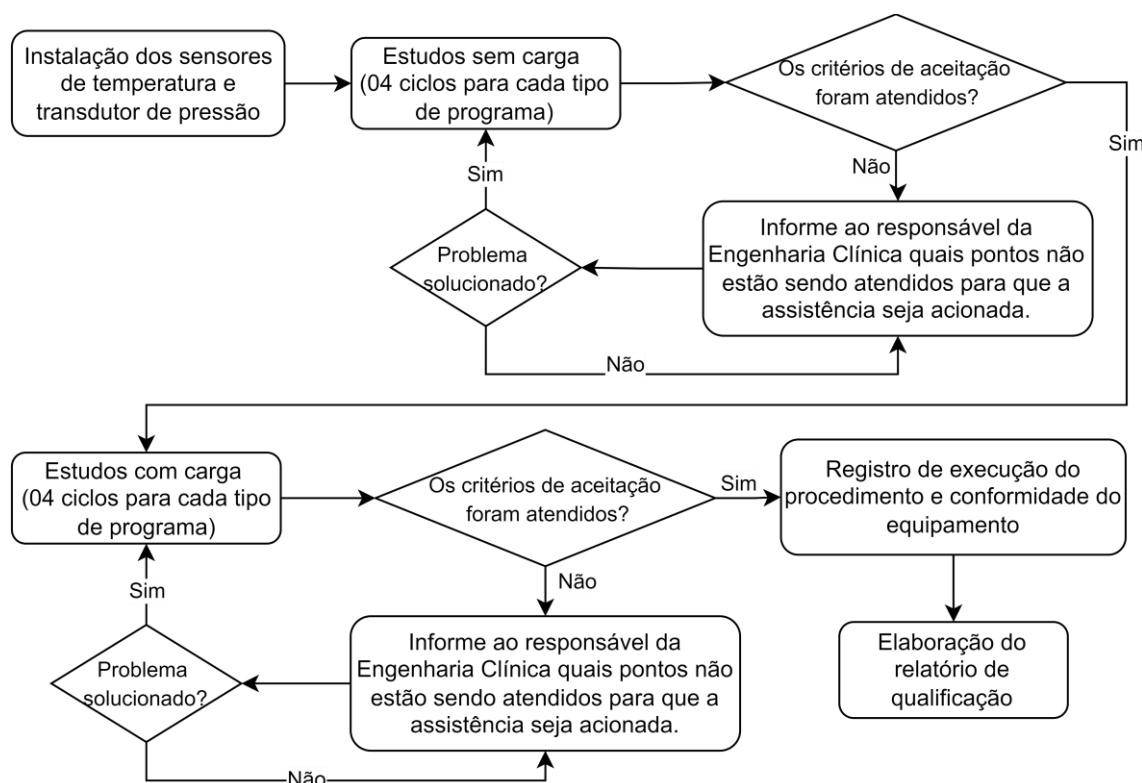 Instalação dos sensores
de temperatura e
transdutor de pressão
Estudos sem carga
(04 ciclos para cada tipo
de programa)
Os critérios de aceitação
foram atendidos?
Sim
Não
Sim
Informe ao responsável da
Engenharia Clínica quais pontos não
estão sendo atendidos para que a
assistência seja acionada.
Problema
solucionado?
Não
Estudos com carga
(04 ciclos para cada tipo
de programa)
Os critérios de aceitação
foram atendidos?
Sim
Registro de execução do
procedimento e conformidade do
equipamento
Não
Sim
Informe ao responsável da
Engenharia Clínica quais pontos não
estão sendo atendidos para que a
assistência seja acionada.
Problema
solucionado?
Não
Elaboração do
relatório de
qualificação